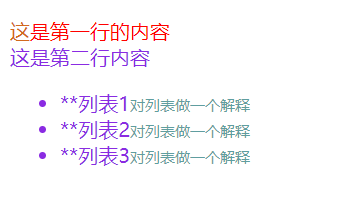 这是第一行的内容
这是第二行内容
• **列表1对列表做一个解释
• **列表2对列表做一个解释
• **列表3对列表做一个解释